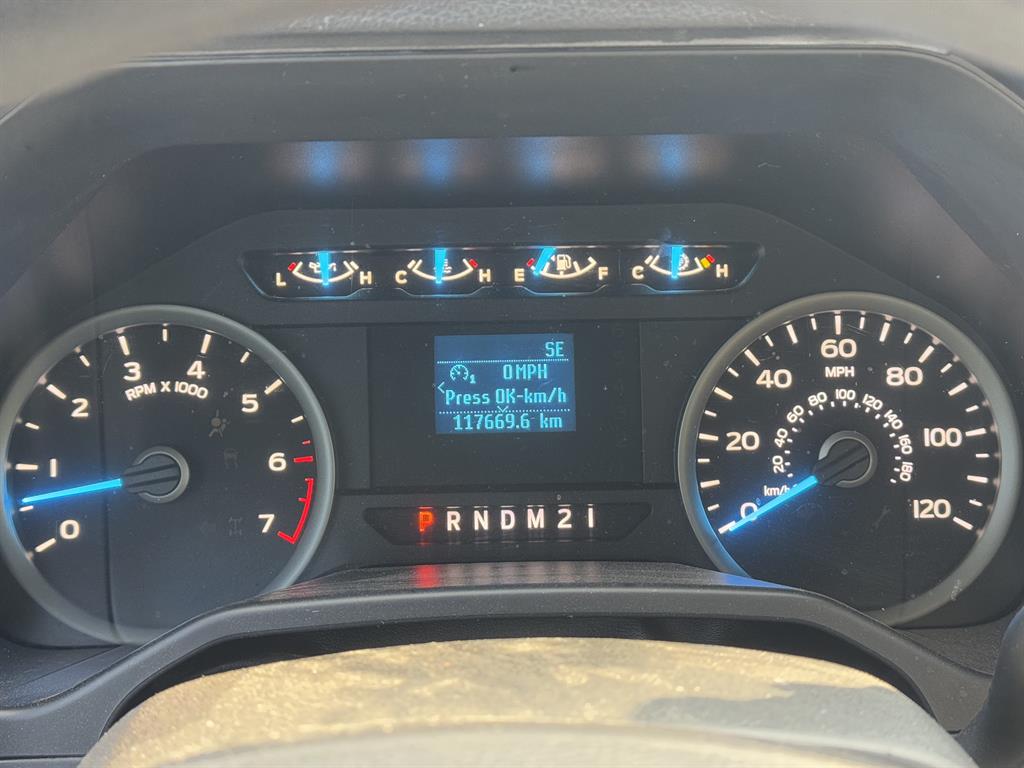 L H C H E F C H
SE
1 0 MPH
Press OK-km/h
117669.6 km
0 1 2 3 4 5 6 7
RPM X 1000
0 20 40 60 80 100 120
MPH
20 40 60 80 100 120 140 160 180
km/h
P R N D M 2 1
D